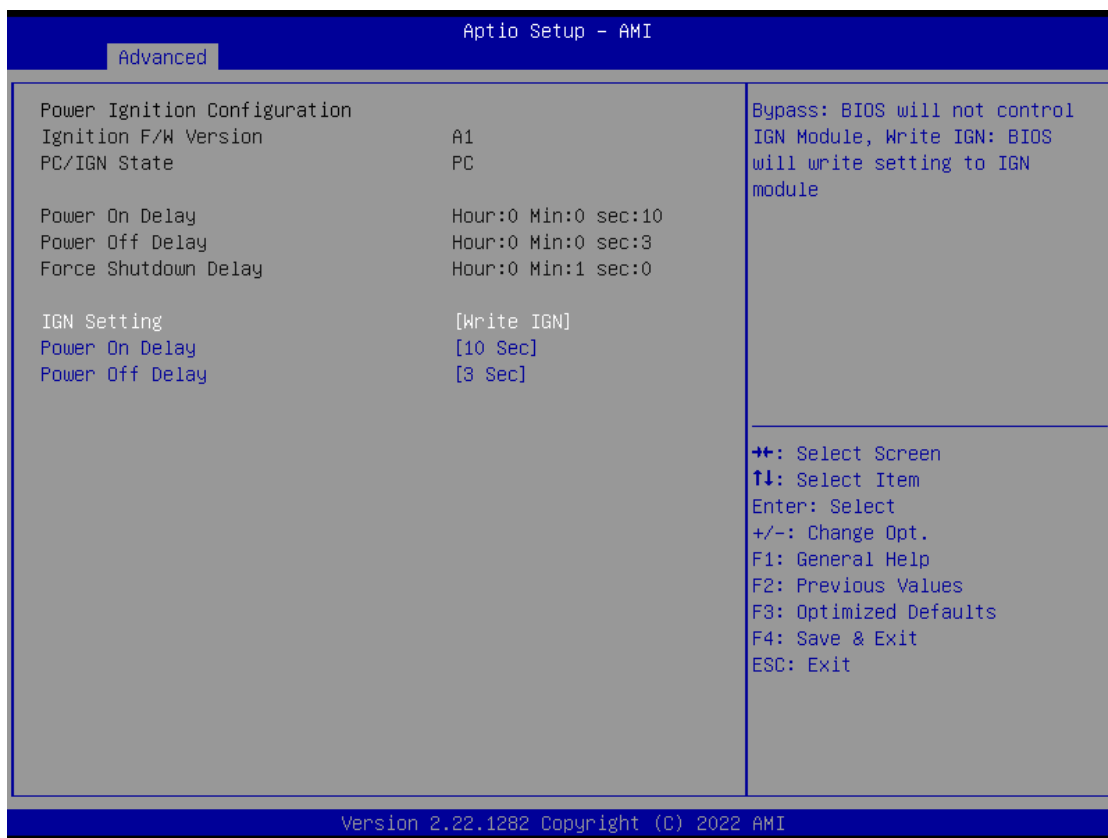 Aptio Setup – AMI
Advanced
Power Ignition Configuration
Ignition F/W Version A1
PC/IGN State PC
Power On Delay Hour:0 Min:0 sec:10
Power Off Delay Hour:0 Min:0 sec:3
Force Shutdown Delay Hour:0 Min:1 sec:0
IGN Setting [Write IGN]
Power On Delay [10 Sec]
Power Off Delay [3 Sec]
Bypass: BIOS will not control
IGN Module, Write IGN: BIOS
will write setting to IGN
module
→←: Select Screen
↑↓: Select Item
Enter: Select
+/-: Change Opt.
F1: General Help
F2: Previous Values
F3: Optimized Defaults
F4: Save & Exit
ESC: Exit
Version 2.22.1282 Copyright (C) 2022 AMI